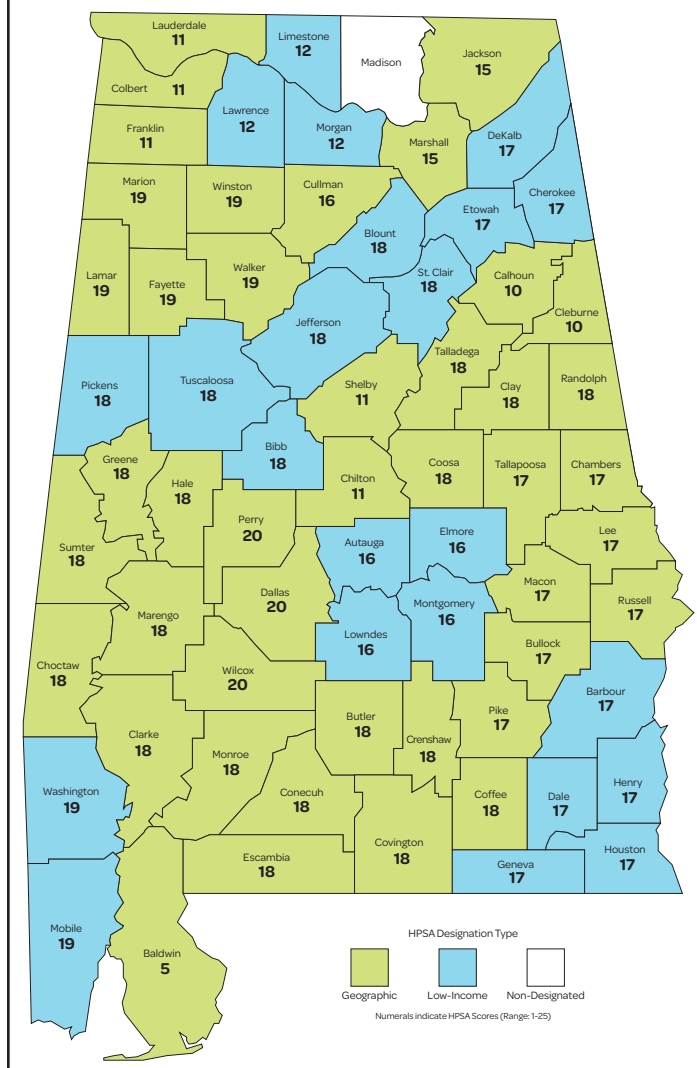 Lauderdale
11
Limestone
12
Madison
Jackson
15
Colbert 11
Lawrence
12
Franklin
11
Morgan
12
Marshall
15
DeKalb
17
Marion
19
Winston
19
Cullman
16
Cherokee
17
Etowah
17
Blount
18
Lamar
19
Fayette
19
Walker
19
St. Clair
18
Calhoun
10
Cleburne
10
Jefferson
18
Talladega
18
Pickens
18
Tuscaloosa
18
Shelby
11
Clay
18
Randolph
18
Bibb
18
Greene
18
Hale
18
Chilton
11
Coosa
18
Tallapoosa
17
Chambers
17
Perry
20
Sumter
18
Autauga
16
Elmore
16
Lee
17
Macon
17
Dallas
20
Montgomery
16
Russell
17
Marengo
18
Lowndes
16
Bullock
17
Choctaw
18
Wilcox
20
Barbour
17
Clarke
18
Butler
18
Crenshaw
18
Pike
17
Monroe
18
Washington
19
Conecuh
18
Coffee
18
Dale
17
Henry
17
Covington
18
Escambia
18
Geneva
17
Houston
17
Mobile
19
Baldwin
5
HPSA Designation Type
Geographic Low-Income Non-Designated
Numerals indicate HPSA Scores (Range: 1-25)